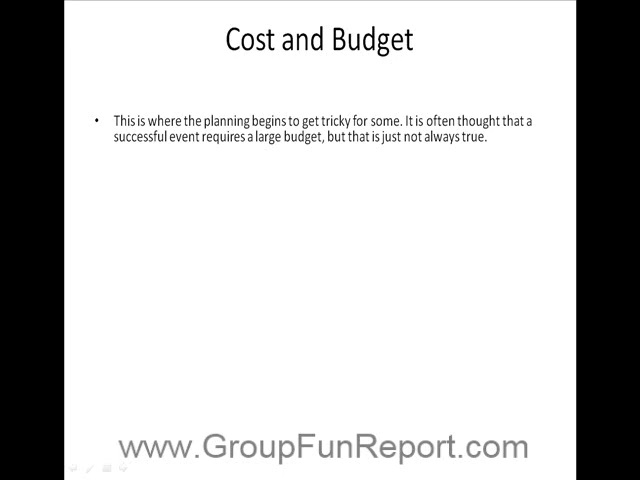 Cost and Budget
• This is where the planning begins to get tricky for some. It is often thought that a
successful event requires a large budget, but that is just not always true.
www.GroupFunReport.com